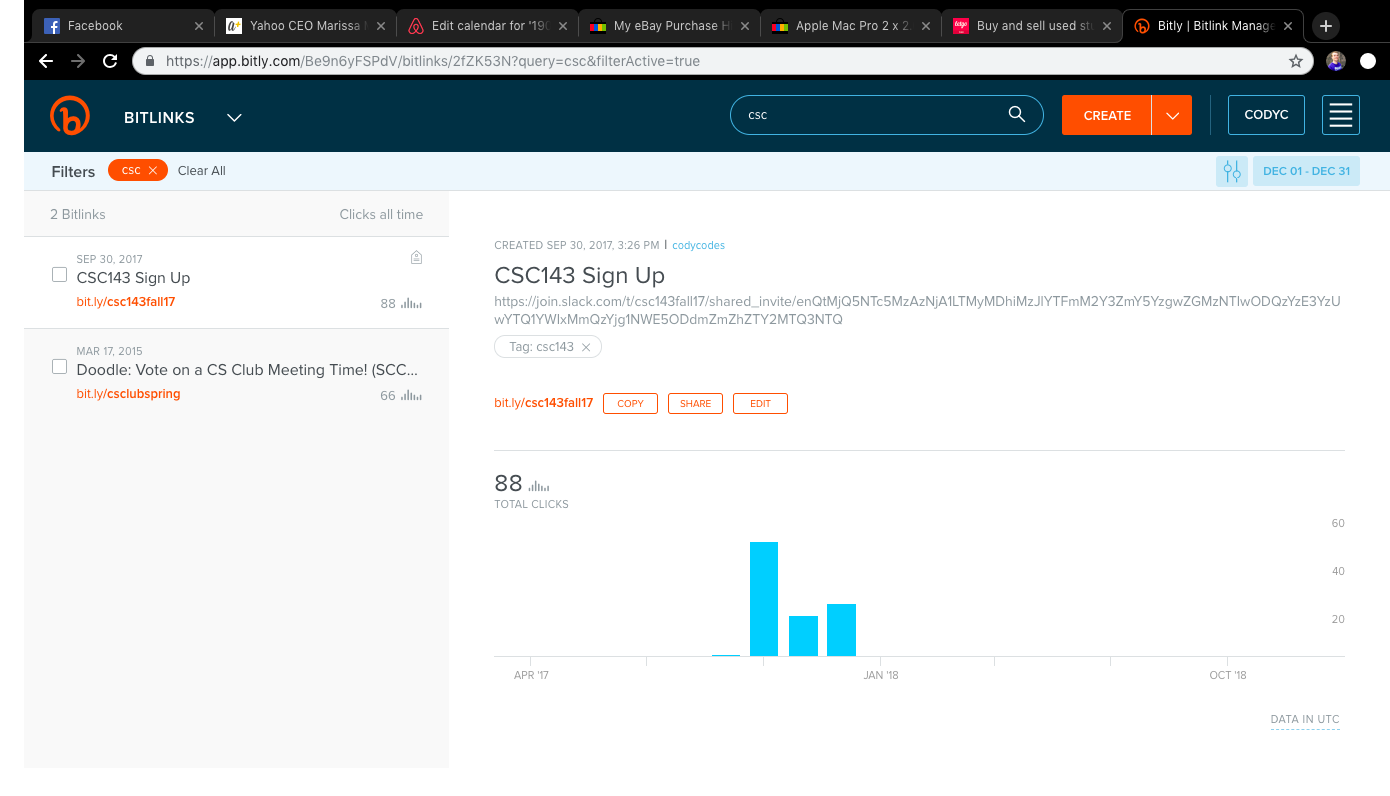 Facebook
Yahoo CEO Marissa
Edit calendar for '190
My eBay Purchase Hi
Apple Mac Pro 2 x 2.
Buy and sell used sto
Bitly | Bitlink Manage
https://app.bitly.com/Be9n6yFSPdV/bitlinks/2fZK53N?query=csc&filterActive=true
BITLINKS
csc
CREATE
CODYC
Filters
csc
Clear All
DEC 01 - DEC 31
2 Bitlinks
Clicks all time
SEP 30, 2017
CSC143 Sign Up
bit.ly/csc143fall17
88
MAR 17, 2015
Doodle: Vote on a CS Club Meeting Time! (SCC...
bit.ly/csclubspring
66
CREATED SEP 30, 2017, 3:26 PM | codycodes
CSC143 Sign Up
https://join.slack.com/t/csc143fall17/shared_invite/enQtMjQ5NTc5MzAzNjA1LTMyMDhiMzJlYTFmM2Y3ZmY5YzgwZGMzNTIwODQzYzE3YzU
wYTQ1YWIxMmQzYjg1NWE5ODdmZmZhZTY2MTQ3NTQ
Tag: csc143
bit.ly/csc143fall17
COPY
SHARE
EDIT
88
TOTAL CLICKS
60
40
20
APR '17
JAN '18
OCT '18
DATA IN UTC